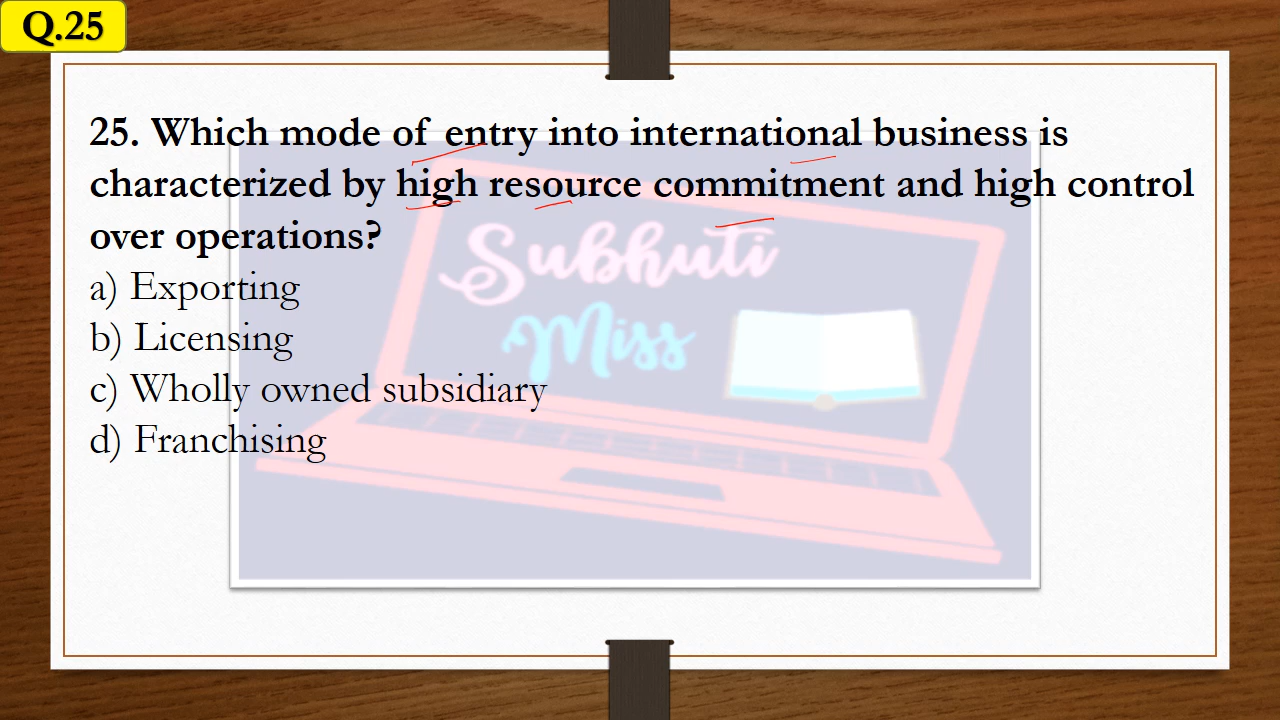 Q.25
25. Which mode of entry into international business is
characterized by high resource commitment and high control
over operations?
a) Exporting
b) Licensing
c) Wholly owned subsidiary
d) Franchising
Subhuti
Miss